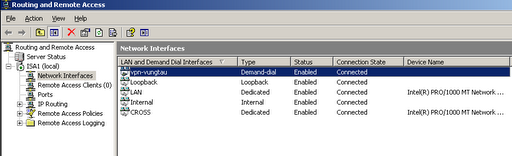 Routing and Remote Access
File Action View Help
Routing and Remote Access
Server Status
ISA1 (local)
Network Interfaces
Remote Access Clients (0)
Ports
IP Routing
Remote Access Policies
Remote Access Logging
Network Interfaces
LAN and Demand Dial Interfaces Type Status Connection State Device Name
vpn-vungtau Demand-dial Enabled Connected
Loopback Loopback Enabled Connected
LAN Dedicated Enabled Connected Intel(R) PRO/1000 MT Network ...
Internal Internal Enabled Connected
CROSS Dedicated Enabled Connected Intel(R) PRO/1000 MT Network ...